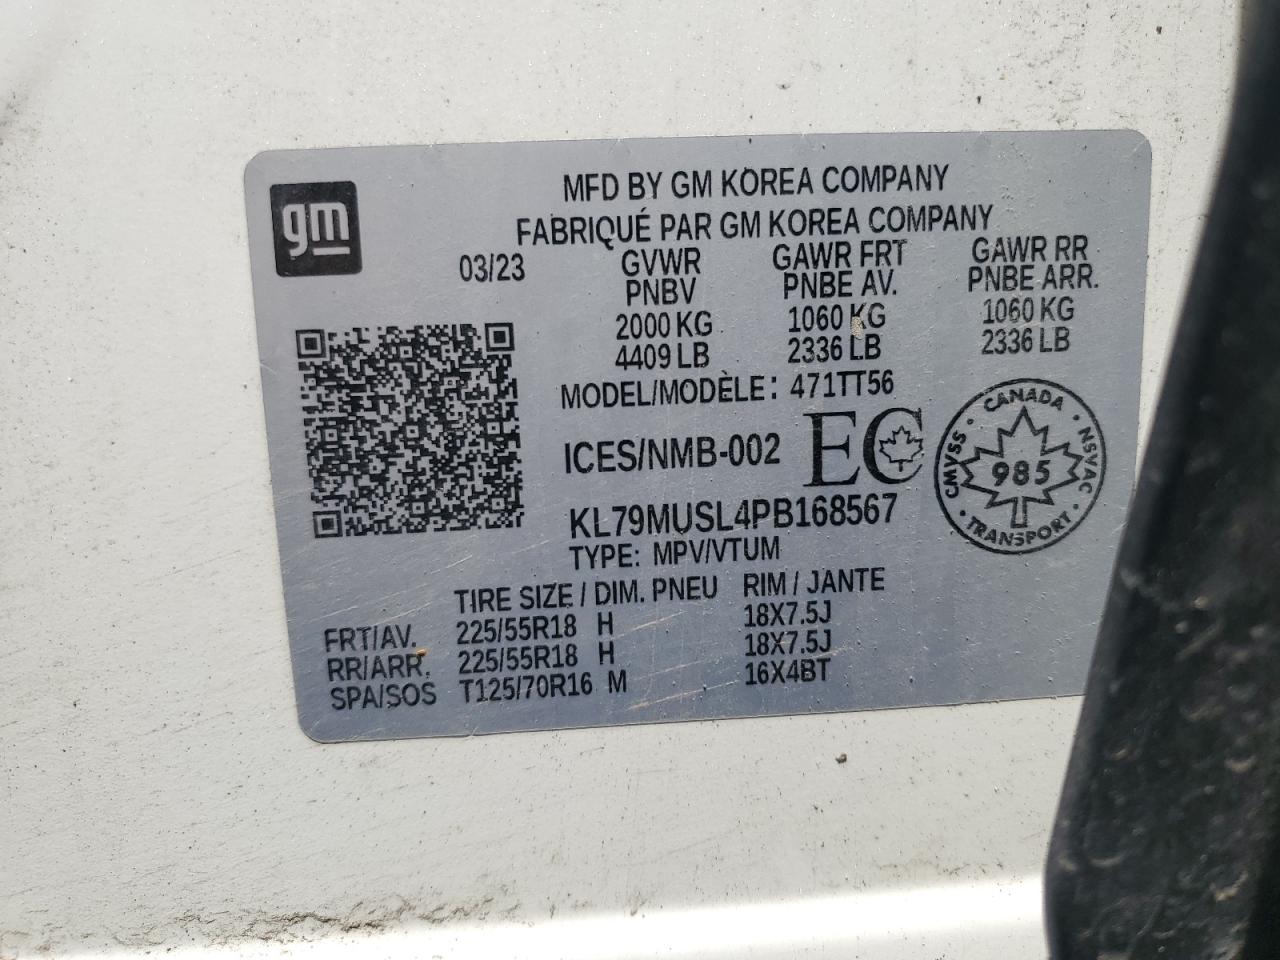 gm
MFD BY GM KOREA COMPANY
FABRIQUÉ PAR GM KOREA COMPANY
03/23
GVWR GAWR FRT GAWR RR
PNBV PNBE AV. PNBE ARR.
2000 KG 1060 KG 1060 KG
4409 LB 2336 LB 2336 LB
MODEL/MODÈLE: 471TT56
ICES/NMB-002 EC
CANADA
CMVSS 985 NSVAC
TRANSPORT
KL79MUSL4PB168567
TYPE: MPV/VTUM
TIRE SIZE / DIM. PNEU RIM / JANTE
FRT/AV. 225/55R18 H 18X7.5J
RR/ARR. 225/55R18 H 18X7.5J
SPA/SOS T125/70R16 M 16X4BT